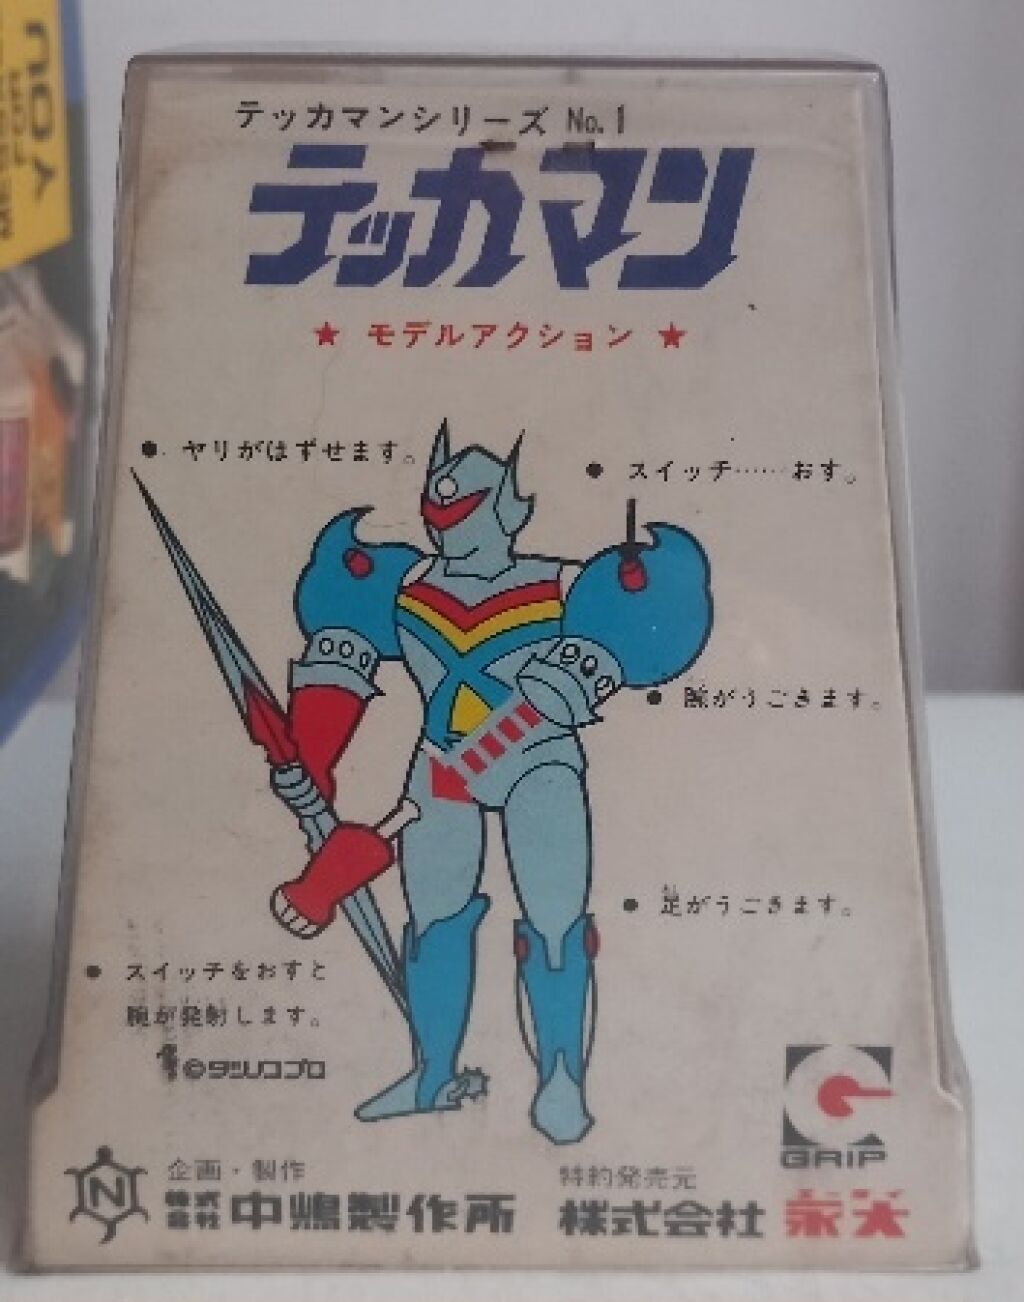 テッカマンシリーズ No.1
テッカマン
★ モデルアクション ★
● ヤリがはずせます。
● スイッチ……おす。
● 腕がうごきます。
● 足がうごきます。
● スイッチをおすと
腕が発射します。
©タツノコプロ
GRIP
企画・製作
株式会社 中嶋製作所
N
特約発売元
株式会社